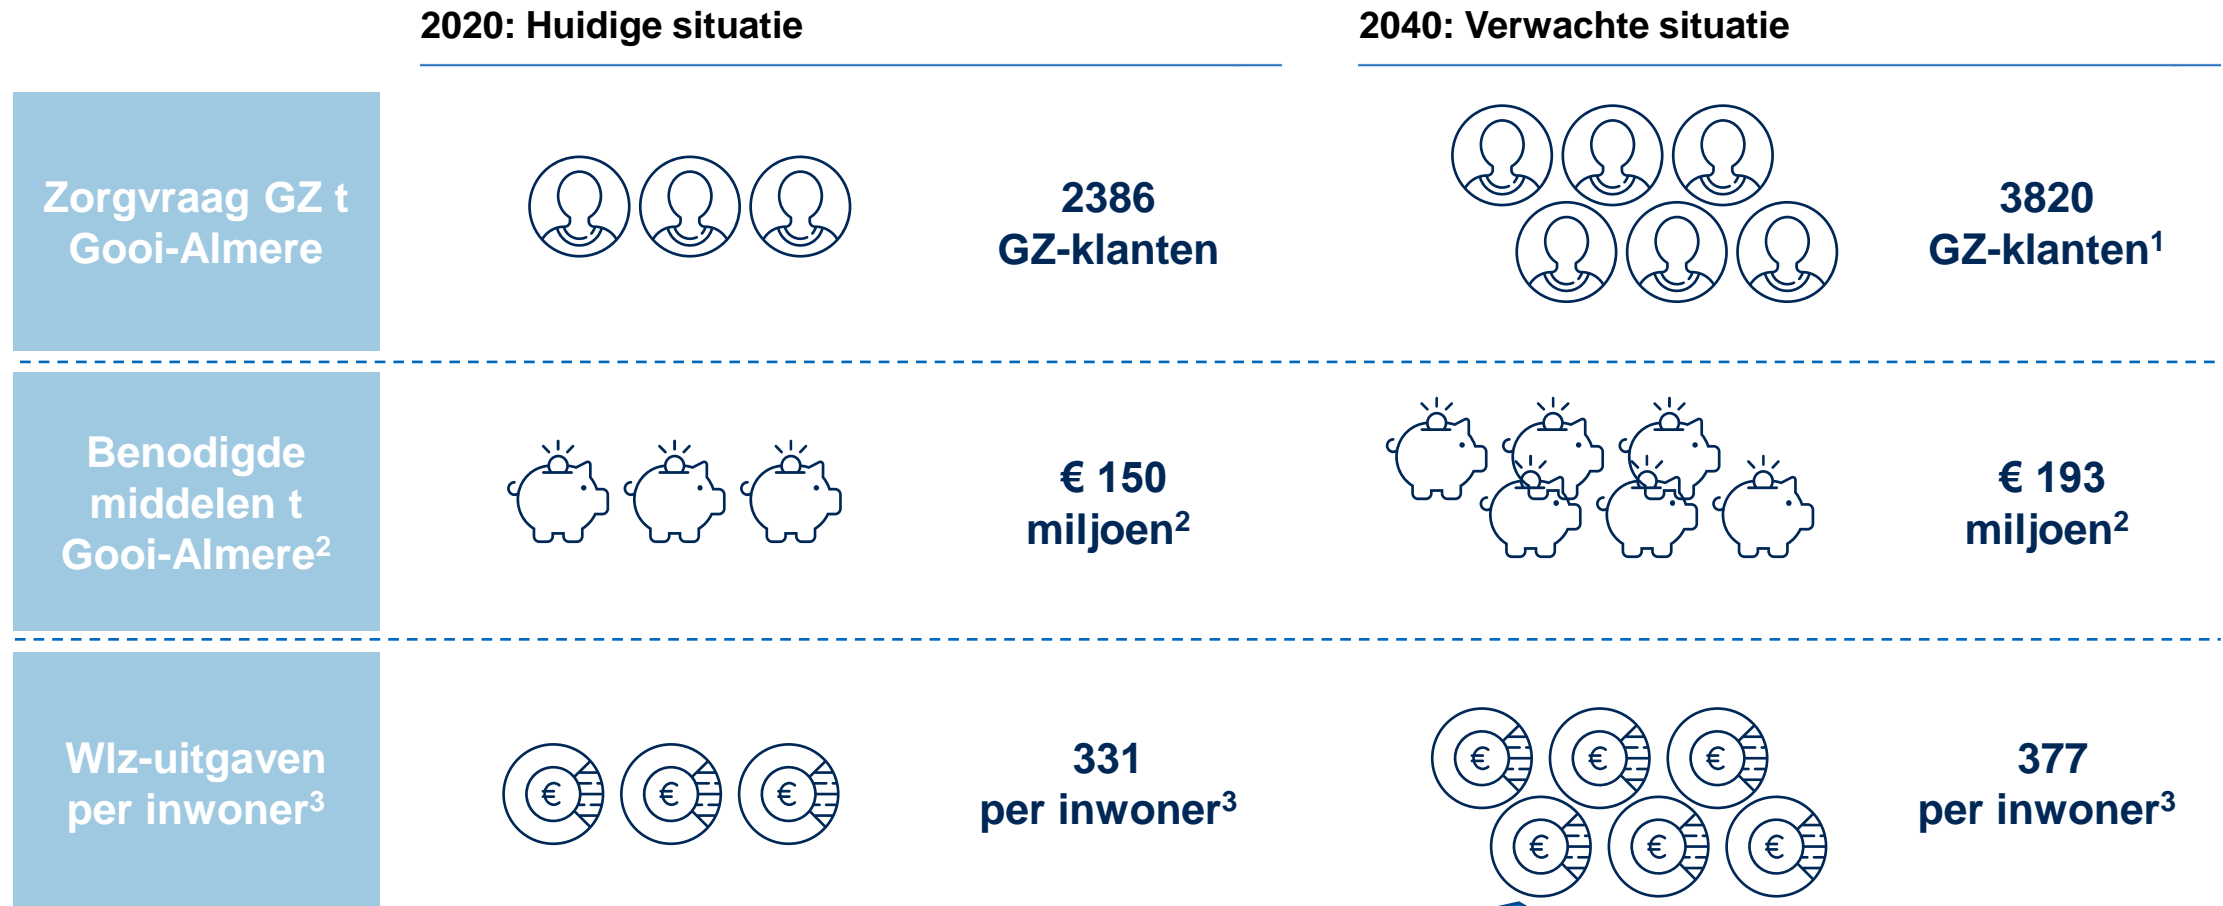 2020: Huidige situatie
2040: Verwachte situatie
Zorgvraag GZ t
Gooi-Almere
2386
GZ-klanten
3820
GZ-klanten¹
Benodigde
middelen t
Gooi-Almere²
€ 150
miljoen²
€ 193
miljoen²
Wlz-uitgaven
per inwoner³
331
per inwoner³
377
per inwoner³